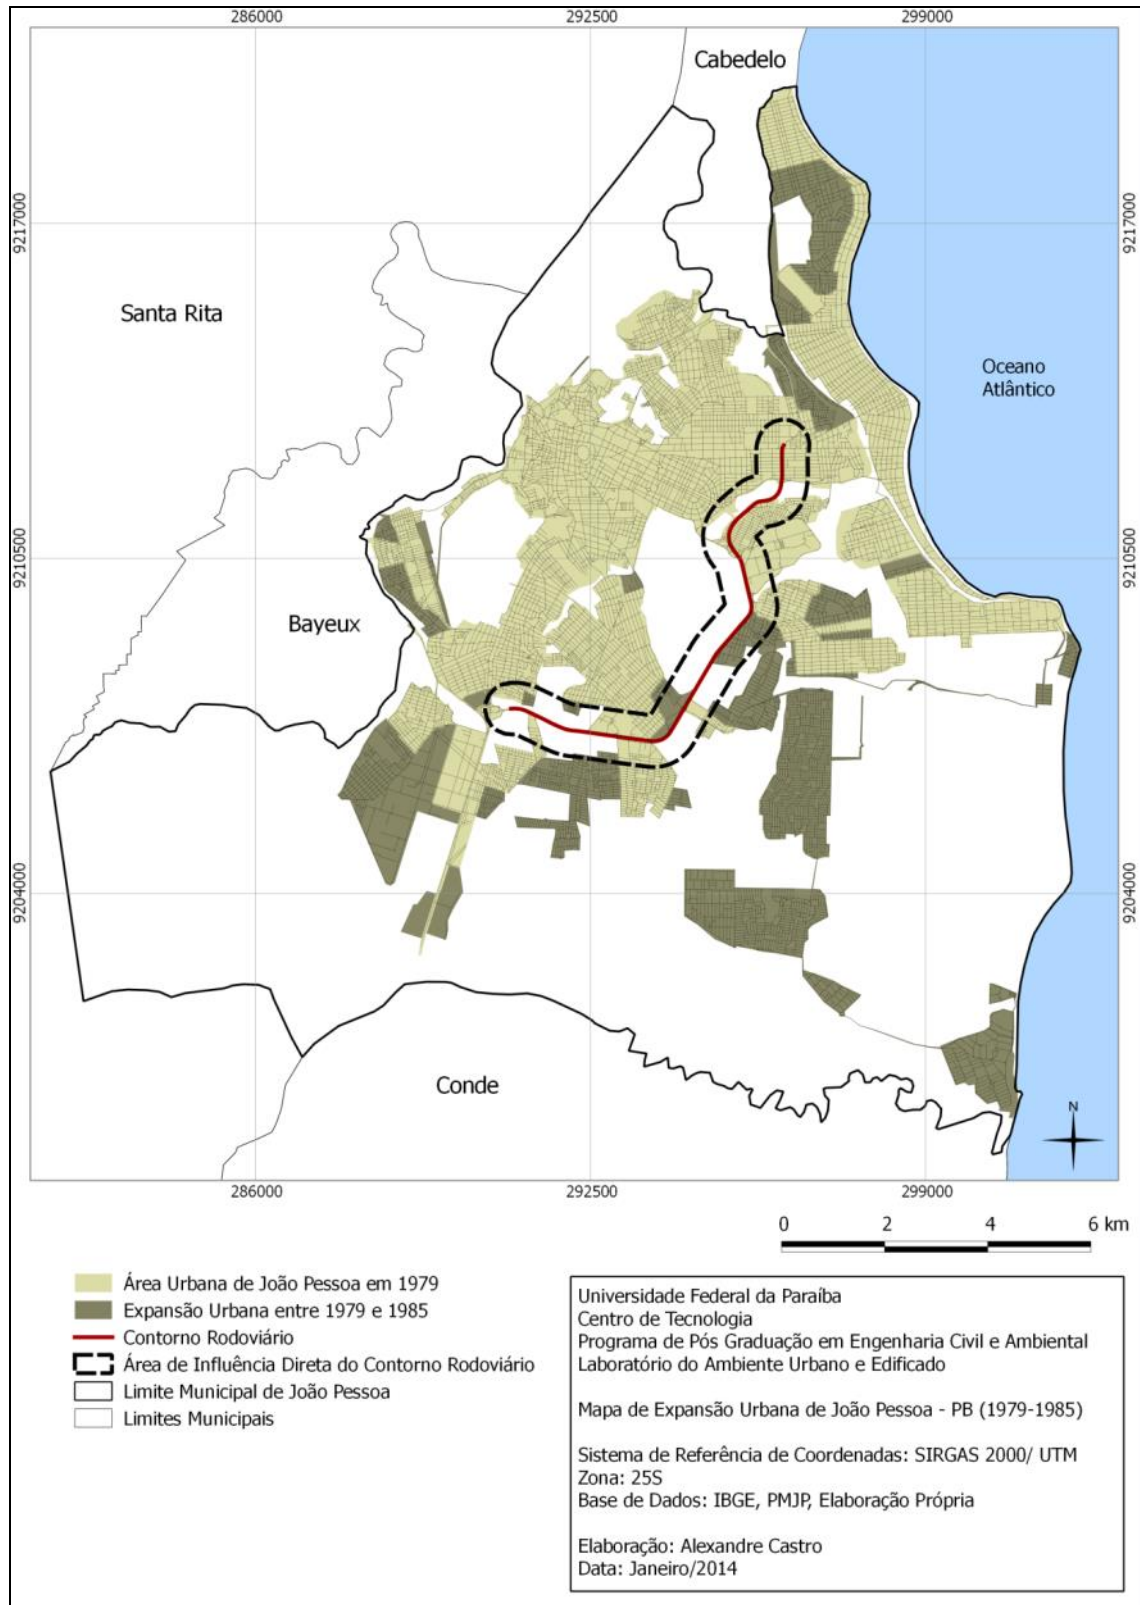 286000
292500
299000
Cabedelo
9217000
9217000
Santa Rita
Oceano
Atlântico
9210500
9210500
Bayeux
9204000
9204000
Conde
N
286000
292500
299000
0 2 4 6 km
Área Urbana de João Pessoa em 1979
Expansão Urbana entre 1979 e 1985
Contorno Rodoviário
Área de Influência Direta do Contorno Rodoviário
Limite Municipal de João Pessoa
Limites Municipais
Universidade Federal da Paraíba
Centro de Tecnologia
Programa de Pós Graduação em Engenharia Civil e Ambiental
Laboratório do Ambiente Urbano e Edificado
Mapa de Expansão Urbana de João Pessoa - PB (1979-1985)
Sistema de Referência de Coordenadas: SIRGAS 2000/ UTM
Zona: 25S
Base de Dados: IBGE, PMJP, Elaboração Própria
Elaboração: Alexandre Castro
Data: Janeiro/2014